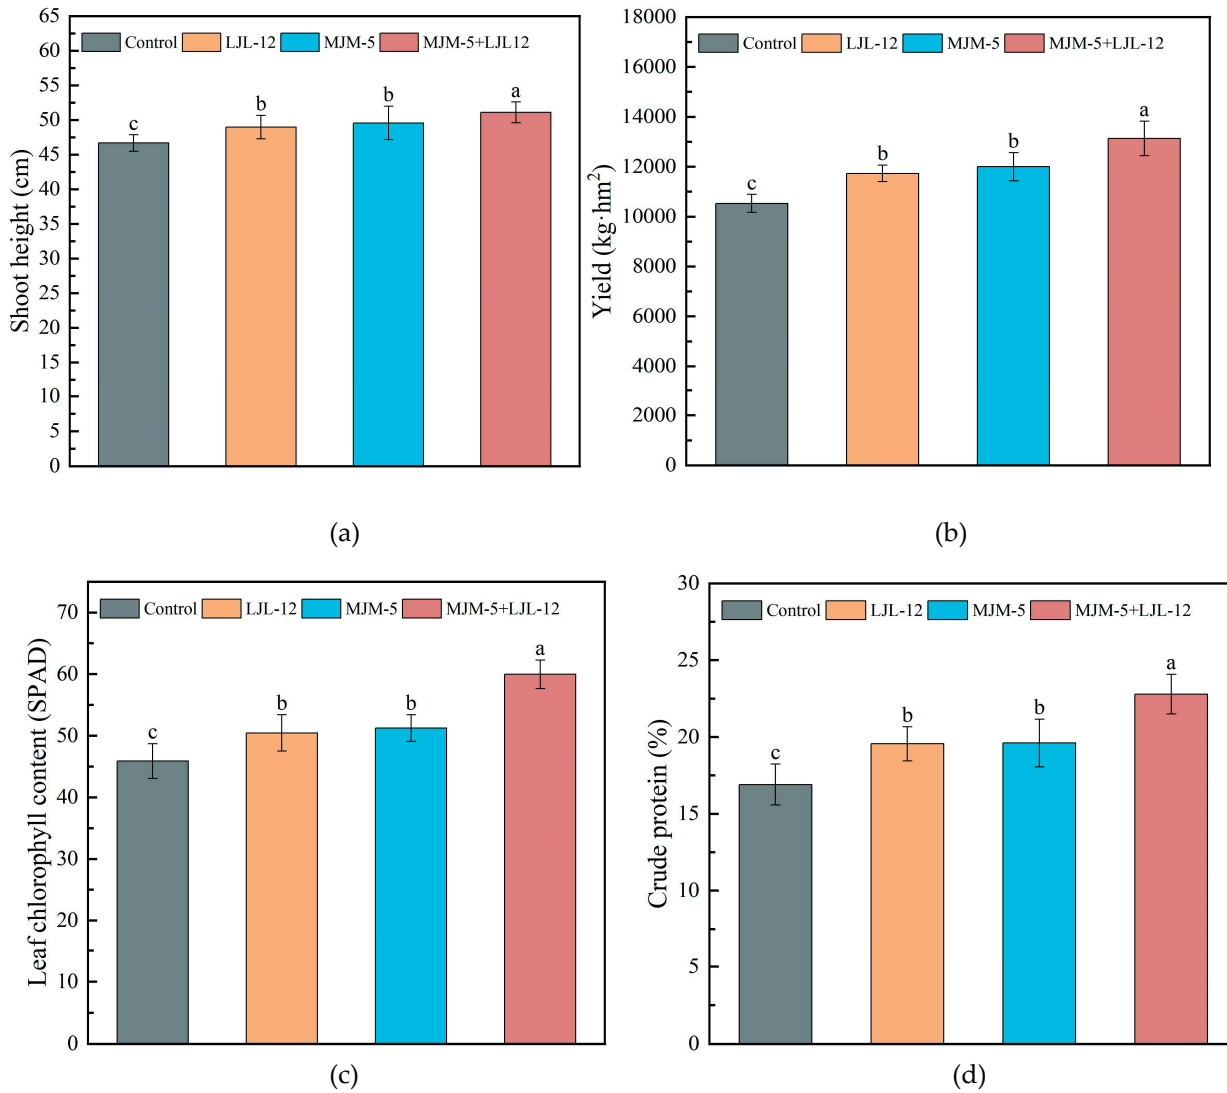 Shoot height (cm)
65
60
55
50
45
40
35
30
25
20
15
10
5
0
Control LJL-12 MJM-5 MJM-5+LJL12
c b b a
(a)
Yield (kg·hm²)
18000
16000
14000
12000
10000
8000
6000
4000
2000
0
Control LJL-12 MJM-5 MJM-5+LJL-12
c b b a
(b)
Leaf chlorophyll content (SPAD)
70
60
50
40
30
20
10
0
Control LJL-12 MJM-5 MJM-5+LJL-12
c b b a
(c)
Crude protein (%)
30
25
20
15
10
5
0
Control LJL-12 MJM-5 MJM-5+LJL-12
c b b a
(d)